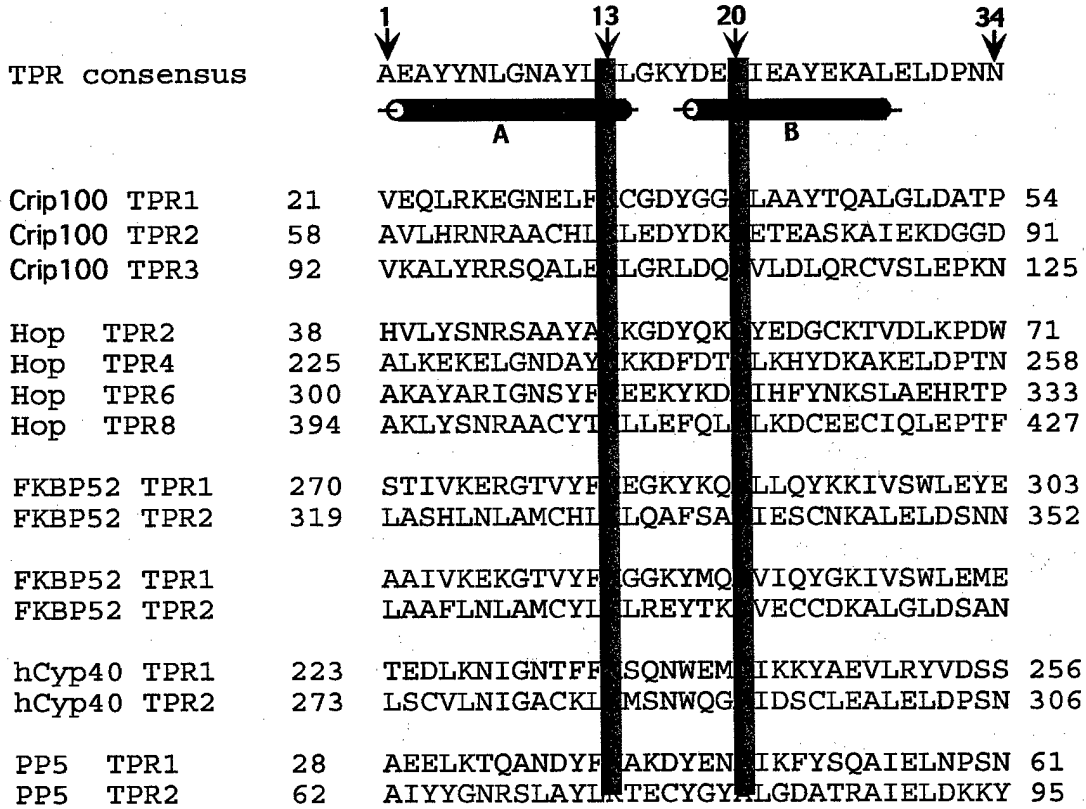 1 13 20 34
TPR consensus AEAYYNLGNAYL LGKYDE IEAYEKALELDPNN
A B
Crip100 TPR1 21 VEQLRKEGNELF CGDYGG LAAYTQALGLDATP 54
Crip100 TPR2 58 AVLHRNRAACHL LEDYDK ETEASKAIEKDGGD 91
Crip100 TPR3 92 VKALYRRSQALE LGRLDQ VLDLQRCVSLEPKN 125
Hop TPR2 38 HVLYSNRSAAYA KGDYQK YEDGCKTVDLKPDW 71
Hop TPR4 225 ALKEKELGNDAY KKDFDT LKHYDKAKELDPTN 258
Hop TPR6 300 AKAYARIGNSYF EEKYKD IHFYNKSLAEHRTP 333
Hop TPR8 394 AKLYSNRAACYT LLEFQL LKDCEECIQLEPTF 427
FKBP52 TPR1 270 STIVKERGTVYF EGKYKQ LLQYKKIVSWLEYE 303
FKBP52 TPR2 319 LASHLNLAMCHL LQAFSA IESCNKALELDSNN 352
FKBP52 TPR1 AAIVKEKGTVYF GGKYMQ VIQYGKIVSWLEME
FKBP52 TPR2 LAAFLNLAMCYL LREYTK VECCDKALGLDSAN
hCyp40 TPR1 223 TEDLKNIGNTFF SQNWEM IKKYAEVLRYVDSS 256
hCyp40 TPR2 273 LSCVLNIGACKL MSNWQG IDSCLEALELDPSN 306
PP5 TPR1 28 AEELKTQANDYF AKDYEN IKFYSQAIELNPSN 61
PP5 TPR2 62 AIYYGNRSLAYLRTECYGYALGDATRAIELDKKY 95